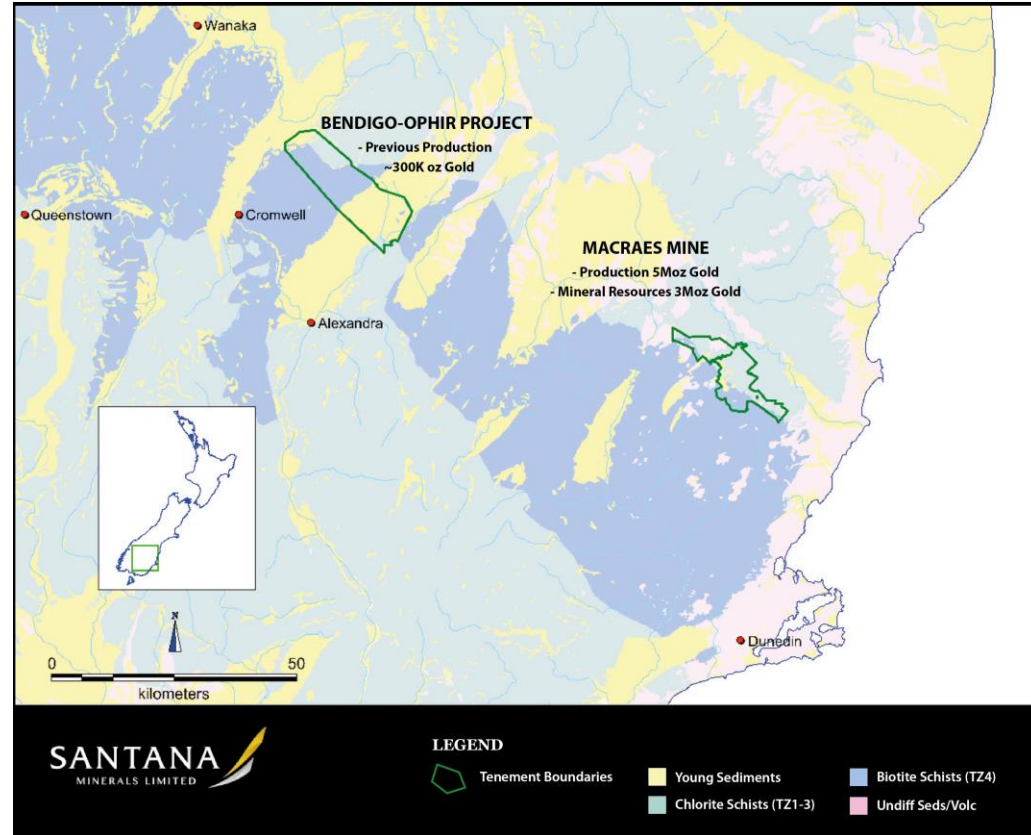 Wanaka
BENDIGO-OPHIR PROJECT
- Previous Production
~300K oz Gold
Queenstown
Cromwell
MACRAES MINE
- Production 5Moz Gold
- Mineral Resources 3Moz Gold
Alexandra
N
Dunedin
0 50
kilometers
SANTANA
MINERALS LIMITED
LEGEND
Tenement Boundaries
Young Sediments
Biotite Schists (TZ4)
Chlorite Schists (TZ1-3)
Undiff Seds/Volc